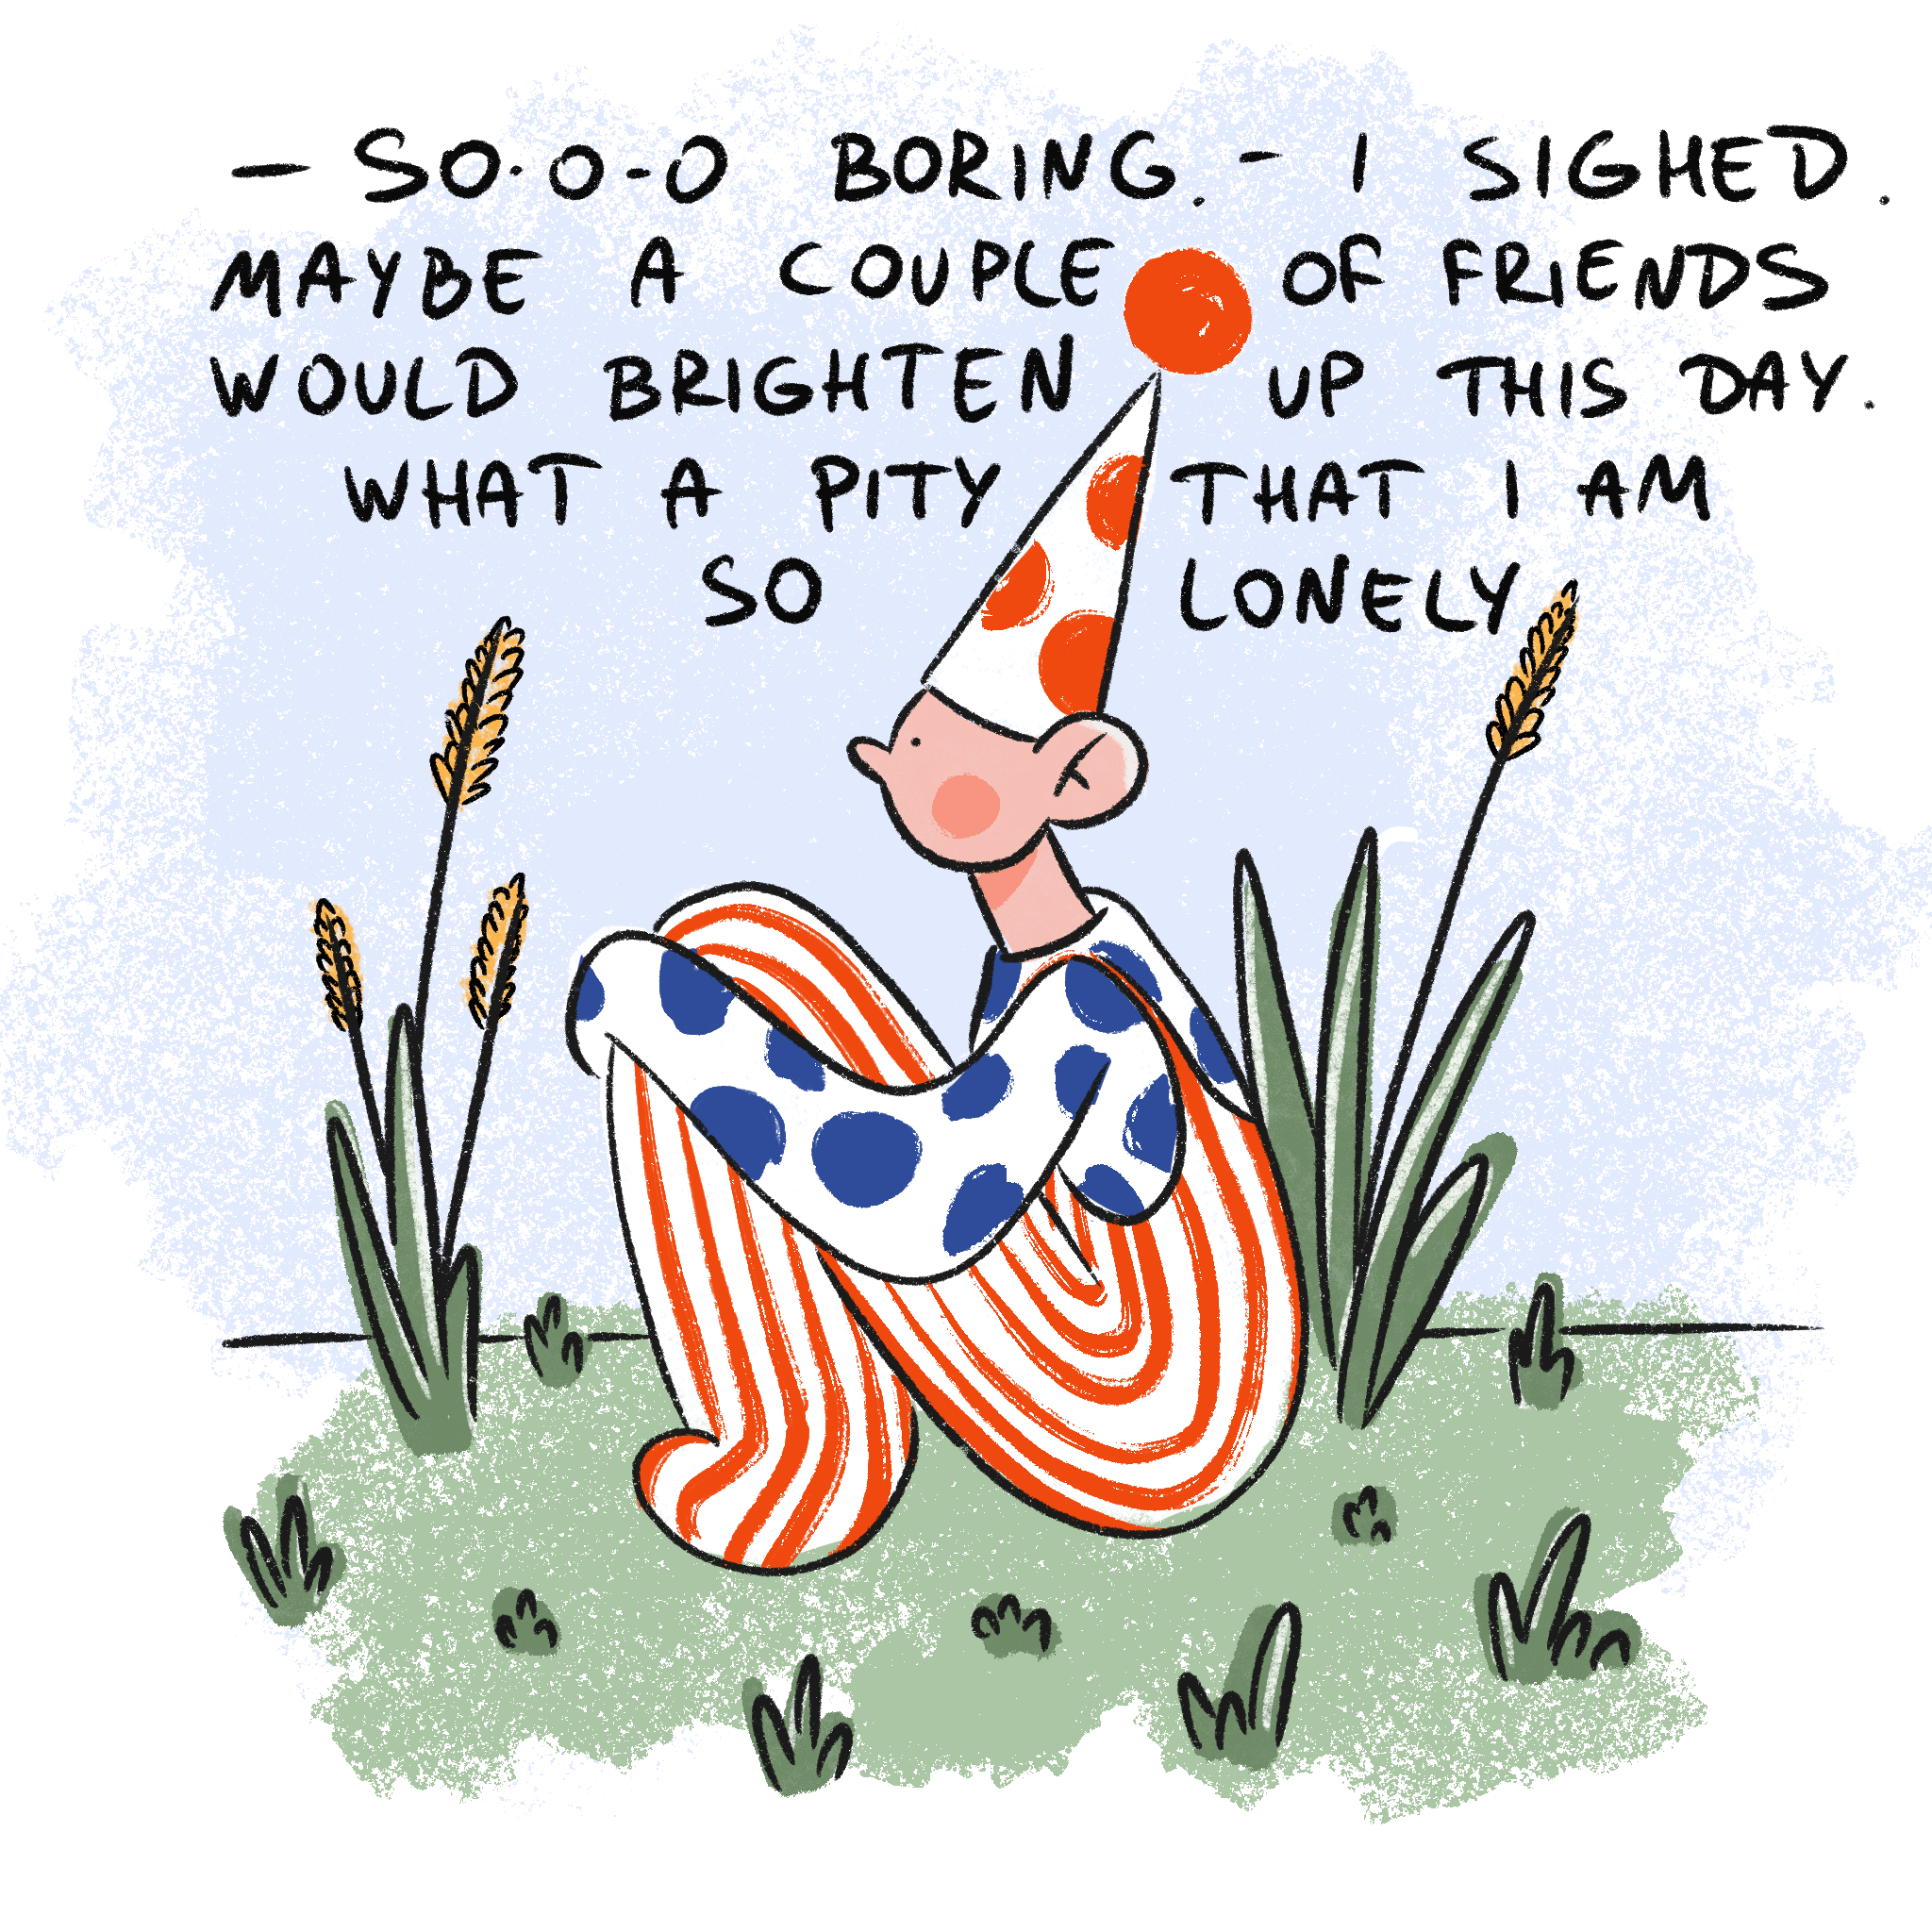 — SO-O-O BORING. - I SIGHED.
MAYBE A COUPLE OF FRIENDS
WOULD BRIGHTEN UP THIS DAY.
WHAT A PITY THAT I AM
SO LONELY